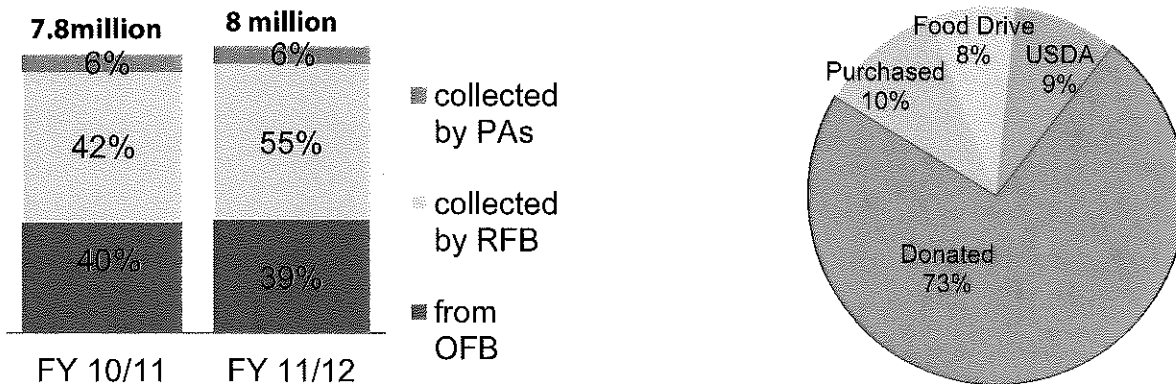 7.8million
8 million
6%
6%
42%
55%
40%
39%
FY 10/11
FY 11/12
collected
by PAs
collected
by RFB
from
OFB
Food Drive
8%
USDA
9%
Purchased
10%
Donated
73%